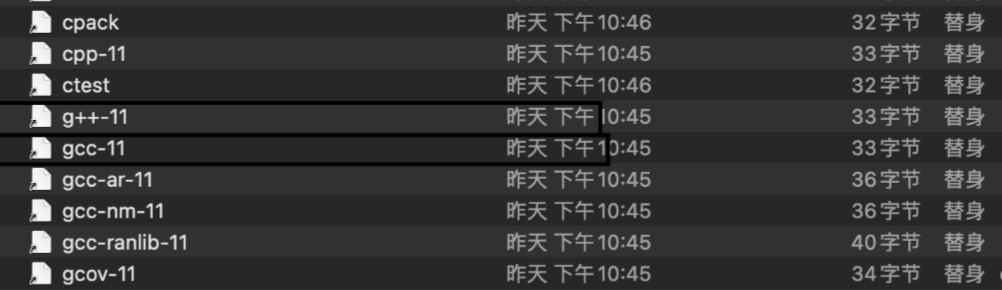 cpack 昨天 下午10:46 32字节 替身
cpp-11 昨天 下午10:45 33字节 替身
ctest 昨天 下午10:46 32字节 替身
g++-11 昨天 下午10:45 33字节 替身
gcc-11 昨天 下午10:45 33字节 替身
gcc-ar-11 昨天 下午10:45 36字节 替身
gcc-nm-11 昨天 下午10:45 36字节 替身
gcc-ranlib-11 昨天 下午10:45 40字节 替身
gcov-11 昨天 下午10:45 34字节 替身